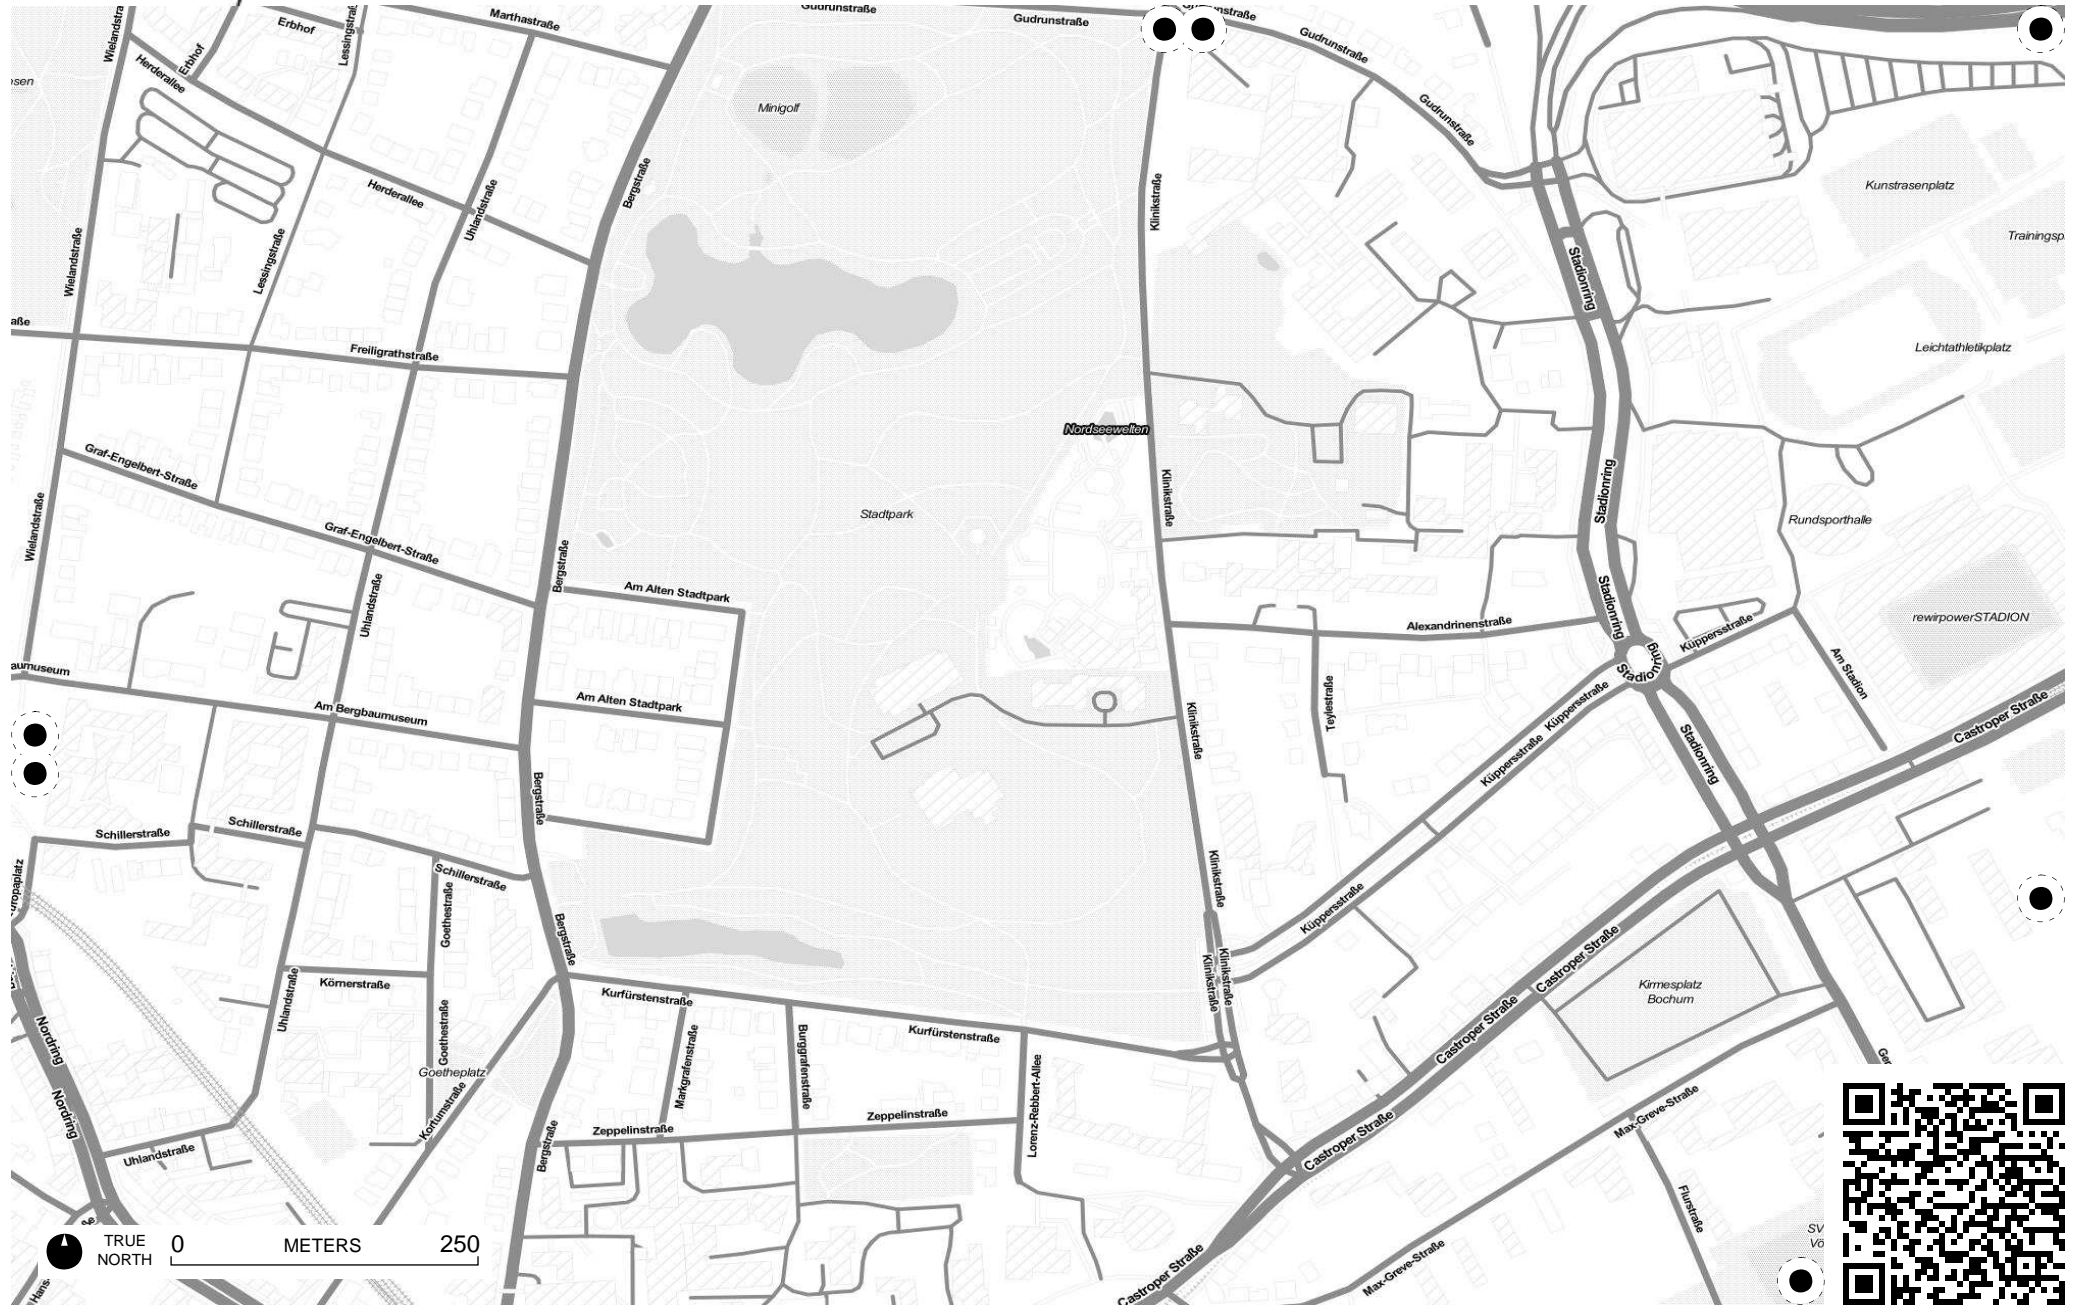 Gudrunstraße
Gudrunstraße
Gudrunstraße
Gudrunstraße
Marthastraße
Erbhof
Erbhof
Herderallee
Minigolf
Kunstrasenplatz
Bergstraße
Klinikstraße
Herderallee
Uhlandstraße
Wielandstraße
Lessingstraße
Stadionring
Leichtathletikplatz
Freiligrathstraße
Nordseewelten
Graf-Engelbert-Straße
Wielandstraße
Klinikstraße
Stadionring
Stadtpark
Rundsporthalle
Graf-Engelbert-Straße
Bergstraße
Uhlandstraße
Am Alten Stadtpark
Stadionring
Alexandrinenstraße
rewirpowerSTADION
Küppersstraße
Stadionring
Am Stadion
Am Alten Stadtpark
Am Bergbaumuseum
Klinikstraße
Teylestraße
Küppersstraße
Küppersstraße
Stadionring
Castroper Straße
Bergstraße
Schillerstraße
Schillerstraße
Schillerstraße
Klinikstraße
Küppersstraße
Goethestraße
Bergstraße
Castroper Straße
Körnerstraße
Uhlandstraße
Kurfürstenstraße
Klinikstraße
Klinikstraße
Kirmesplatz
Bochum
Goethestraße
Kurfürstenstraße
Castroper Straße
Nordring
Goetheplatz
Markgrafenstraße
Burggrafenstraße
Lorenz-Rebbert-Allee
Nordring
Kortumstraße
Zeppelinstraße
Zeppelinstraße
Castroper Straße
Max-Greve-Straße
Uhlandstraße
Bergstraße
Flurstraße
Max-Greve-Straße
Castroper Straße
TRUE
NORTH
0 METERS 250